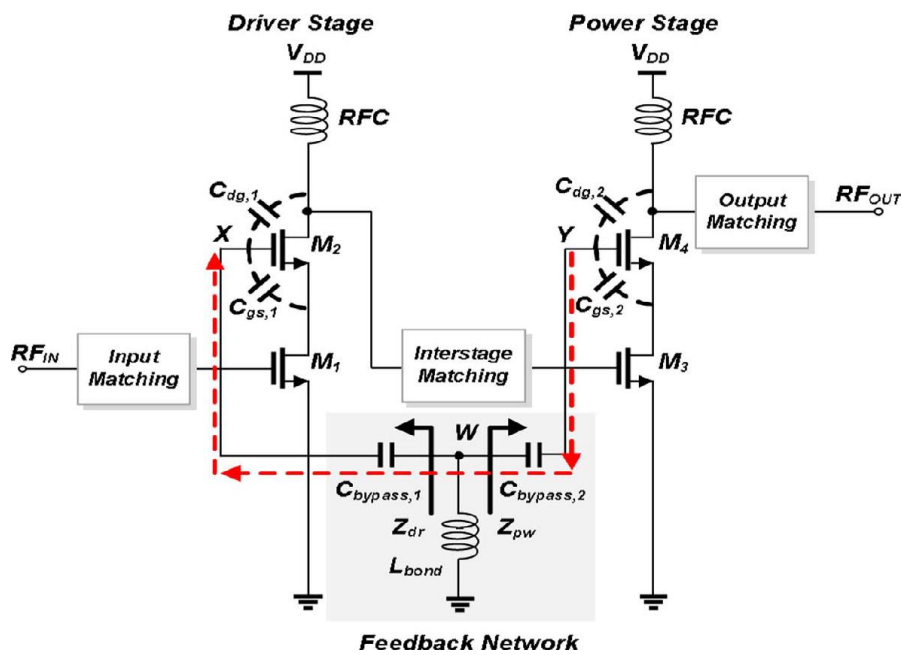 Driver Stage
Power Stage
VDD
VDD
RFC
RFC
Cdg,1
Cdg,2
Output
Matching
RFOUT
X
M2
Y
M4
Cgs,1
Cgs,2
RFIN
Input
Matching
M1
Interstage
Matching
M3
W
Cbypass,1
Cbypass,2
Zdr
Zpw
Lbond
Feedback Network